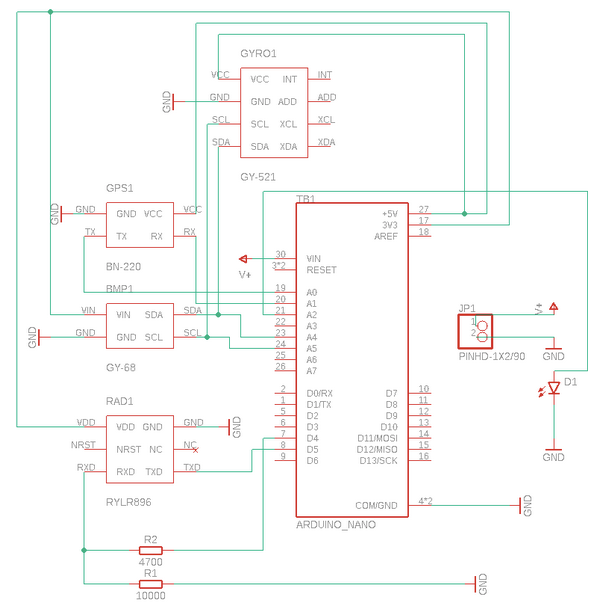 GYRO1
VCC VCC INT INT
GND GND ADD ADD
SCL SCL XCL XCL
SDA SDA XDA XDA
GND
GY-521
GPS1
GND GND VCC VCC
TX TX RX RX
GND
BN-220
BMP1
VIN VIN SDA SDA
GND GND SCL SCL
GND
GY-68
RAD1
VDD VDD GND GND
NRST NRST NC NC
RXD RXD TXD TXD
GND
RYLR896
R2
4700
R1
10000
GND
TB1
+5V 27
3V3 17
AREF 18
V+
30 VIN
3*2 RESET
19 A0
20 A1
21 A2
22 A3
23 A4
24 A5
25 A6
26 A7
2 D0/RX D7 10
1 D1/TX D8 11
5 D2 D9 12
6 D3 D10 13
7 D4 D11/MOSI 14
8 D5 D12/MISO 15
9 D6 D13/SCK 16
COM/GND 4*2
GND
ARDUINO_NANO
JP1
V+
1
2
PINHD-1X2/90
GND
D1
GND